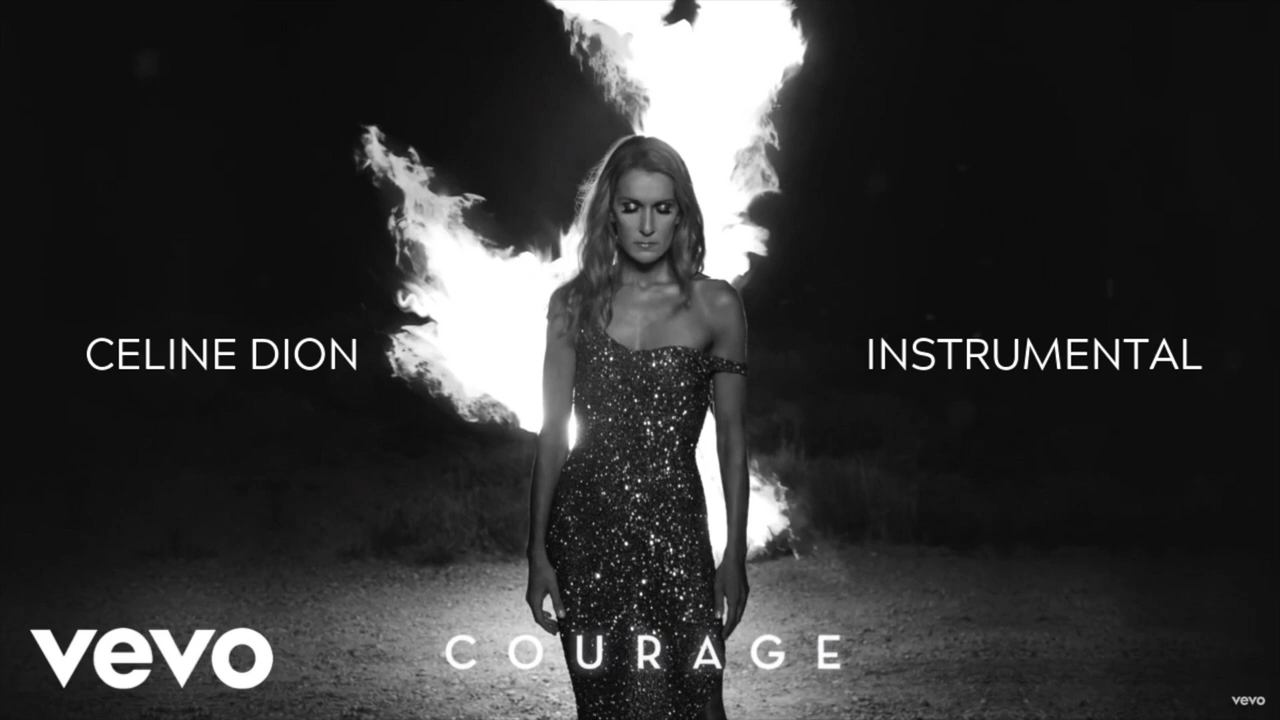 CELINE DION
INSTRUMENTAL
COURAGE
vevo
vevo